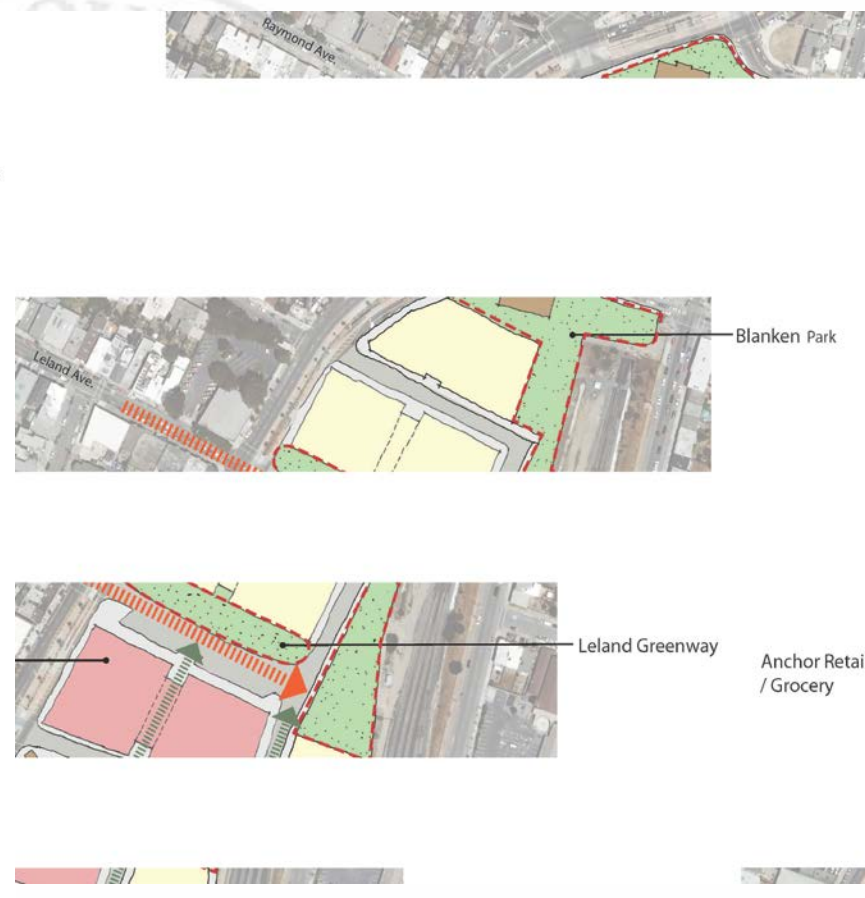 Raymond Ave.
Blanken Park
Leland Ave.
Leland Greenway
Anchor Retai
/ Grocery